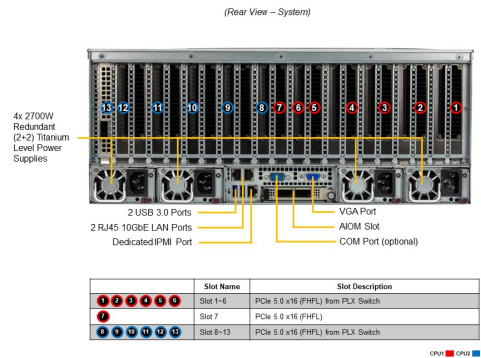 (Rear View – System)
13 12 11 10 9 8 7 6 5 4 3 2 1
4x 2700W
Redundant
(2+2) Titanium
Level Power
Supplies
2 USB 3.0 Ports
VGA Port
2 RJ45 10GbE LAN Ports
AIOM Slot
Dedicated IPMI Port
COM Port (optional)
Slot Name Slot Description
1 2 3 4 5 6 Slot 1~6 PCIe 5.0 x16 (FHFL) from PLX Switch
7 Slot 7 PCIe 5.0 x16 (FHFL)
8 9 10 11 12 13 Slot 8~13 PCIe 5.0 x16 (FHFL) from PLX Switch
CPU1 CPU2